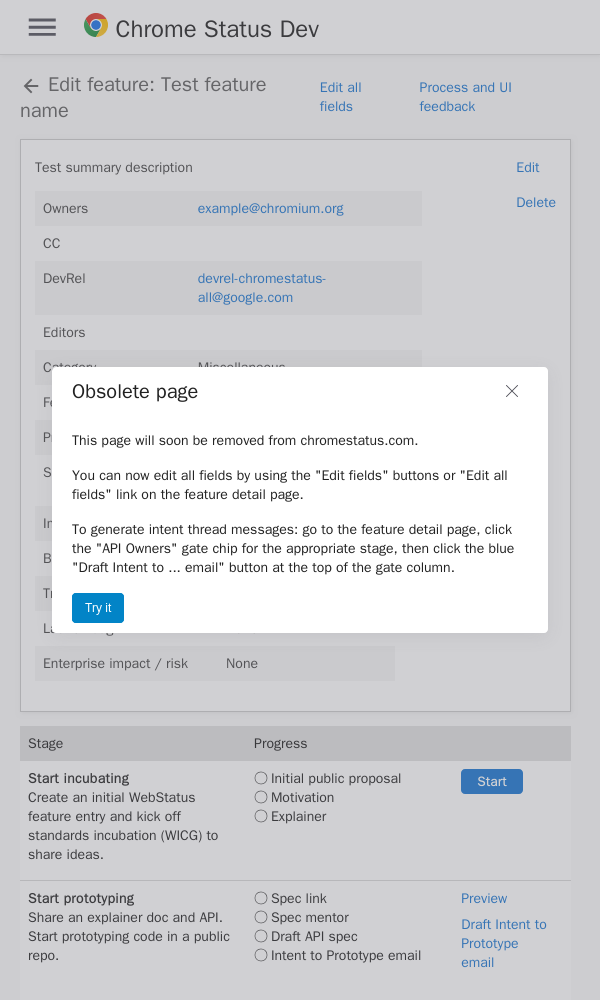 Chrome Status Dev
Edit feature: Test feature
name
Edit all
fields
Process and UI
feedback
Test summary description
Edit
Delete
Owners example@chromium.org
CC
DevRel devrel-chromestatus-
all@google.com
Editors
Category Miscellaneous
Obsolete page
This page will soon be removed from chromestatus.com.
You can now edit all fields by using the "Edit fields" buttons or "Edit all
fields" link on the feature detail page.
To generate intent thread messages: go to the feature detail page, click
the "API Owners" gate chip for the appropriate stage, then click the blue
"Draft Intent to ... email" button at the top of the gate column.
Try it
Enterprise impact / risk None
Stage Progress
Start incubating
Create an initial WebStatus
feature entry and kick off
standards incubation (WICG) to
share ideas.
Initial public proposal
Motivation
Explainer
Start
Start prototyping
Share an explainer doc and API.
Start prototyping code in a public
repo.
Spec link
Spec mentor
Draft API spec
Intent to Prototype email
Preview
Draft Intent to
Prototype
email